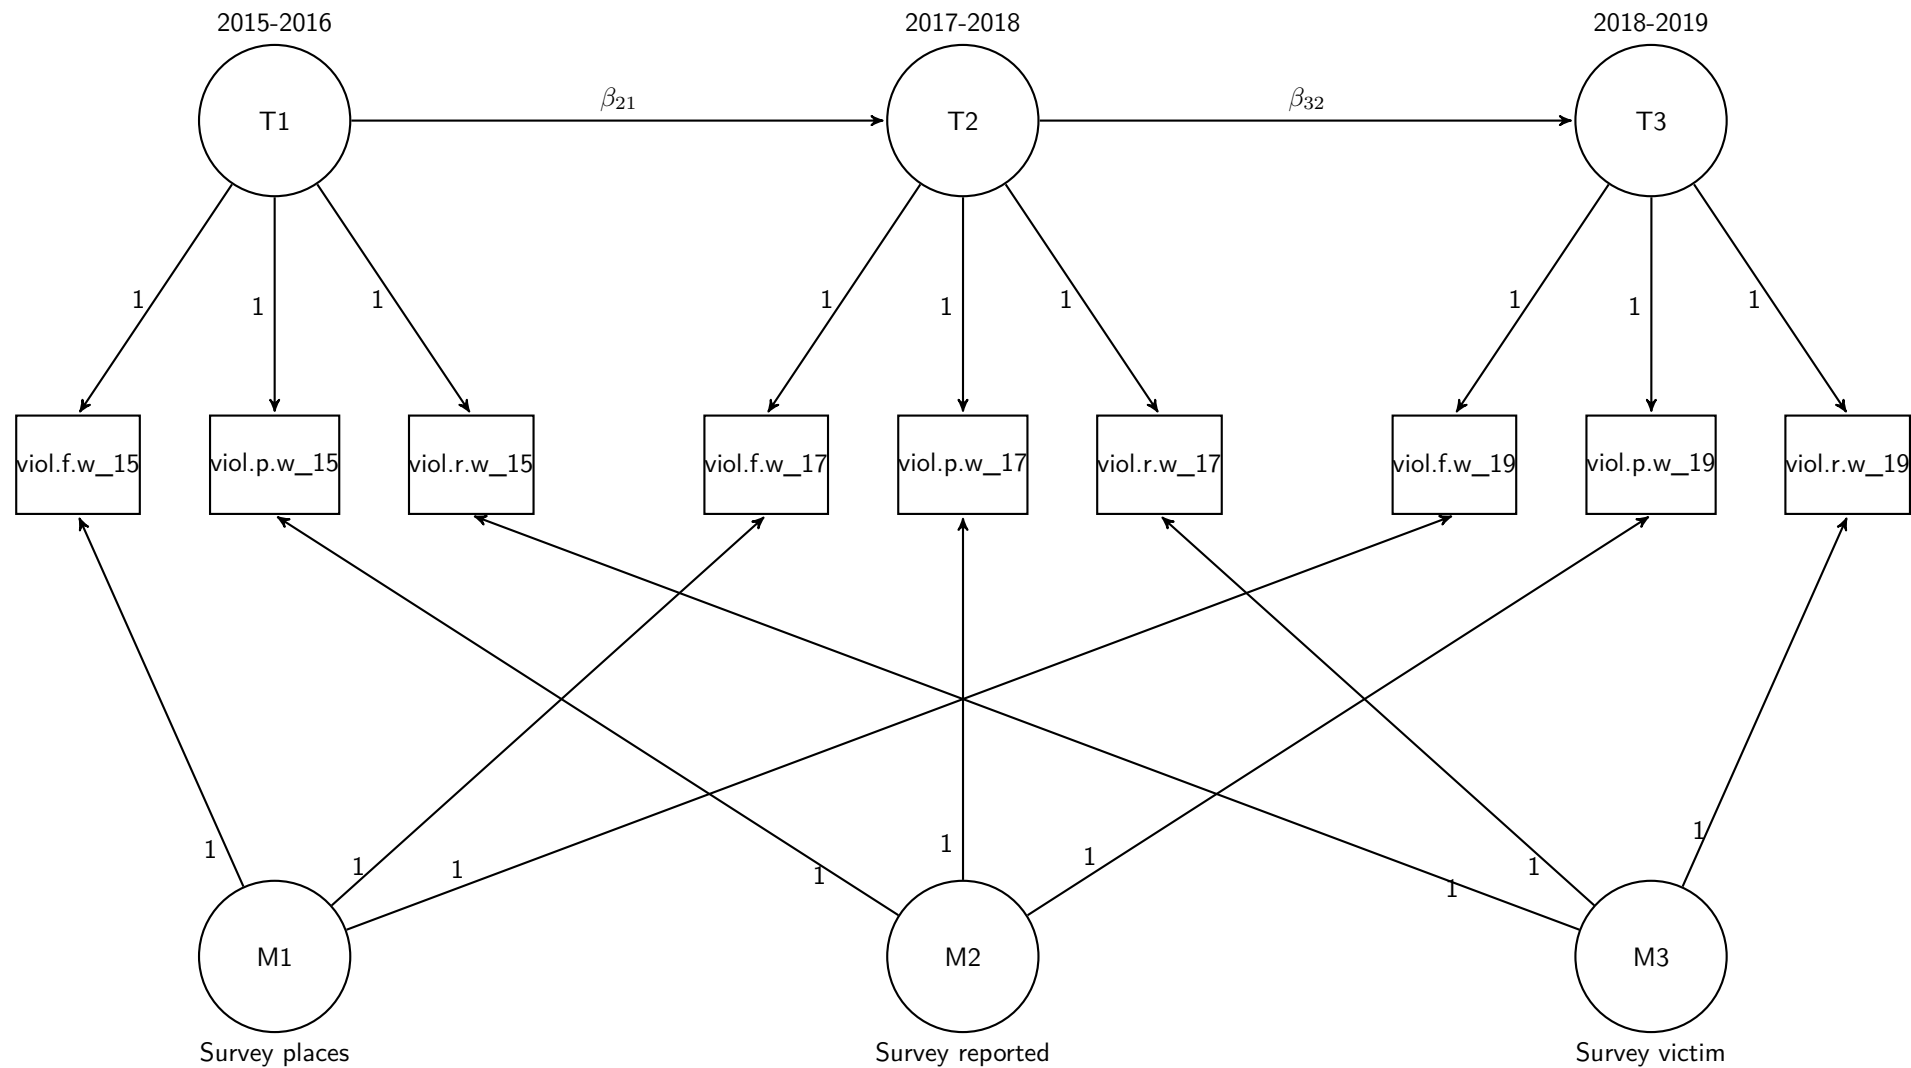 2015-2016 2017-2018 2018-2019
T1 β21 T2 β32 T3
1 1 1 1 1 1 1 1 1
viol.f.w_15 viol.p.w_15 viol.r.w_15 viol.f.w_17 viol.p.w_17 viol.r.w_17 viol.f.w_19 viol.p.w_19 viol.r.w_19
1 1 1 1 1 1 1 1 1
M1 M2 M3
Survey places Survey reported Survey victim